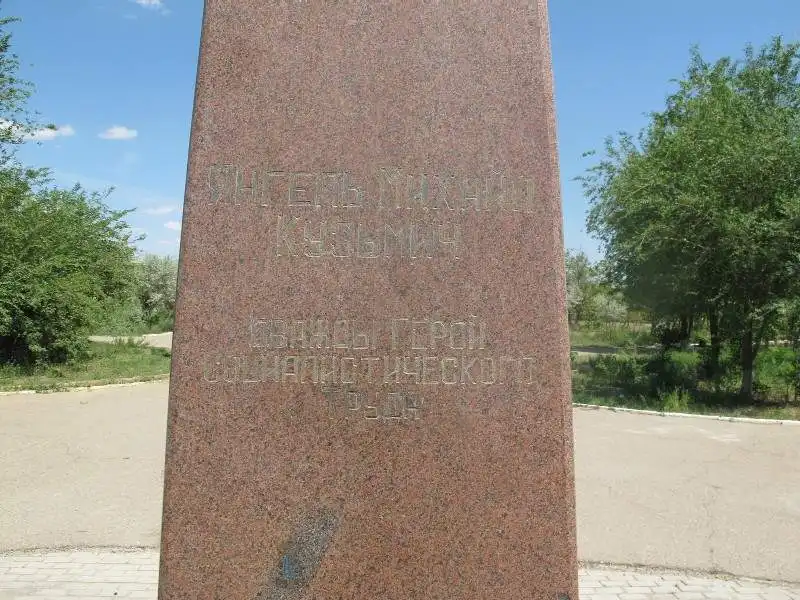 ЯНГЕЛЬ МИХАИЛ
КУЗЬМИЧ
ДВАЖДЫ ГЕРОЙ
СОЦИАЛИСТИЧЕСКОГО
ТРУДА